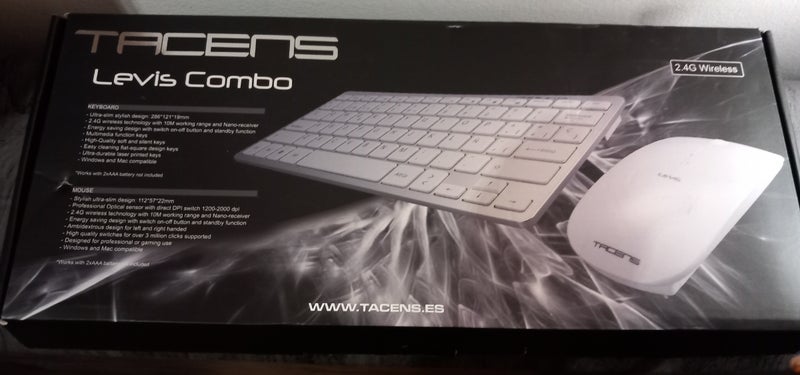 TACENS
Levis Combo
2.4G Wireless
KEYBOARD
- Ultra-slim stylish design: 286*121*19mm
- 2.4G wireless technology with 10M working range and Nano-receiver
- Energy saving design with switch on-off button and standby function
- Multimedia function keys
- High-Quality soft and silent keys
- Easy cleaning flat-square design keys
- Ultra-durable laser printed keys
- Windows and Mac compatible
*Works with 2xAAA battery not included
MOUSE
- Stylish ultra-slim design: 112*57*22mm
- Professional Optical sensor with direct DPI switch 1200-2000 dpi
- 2.4G wireless technology with 10M working range and Nano-receiver
- Energy saving design with switch on-off button and standby function
- Ambidextrous design for left and right handed
- High quality switches for over 3 million clicks supported
- Designed for professional or gaming use
- Windows and Mac compatible
*Works with 2xAAA battery not included
LEVIS
TACENS
WWW.TACENS.ES